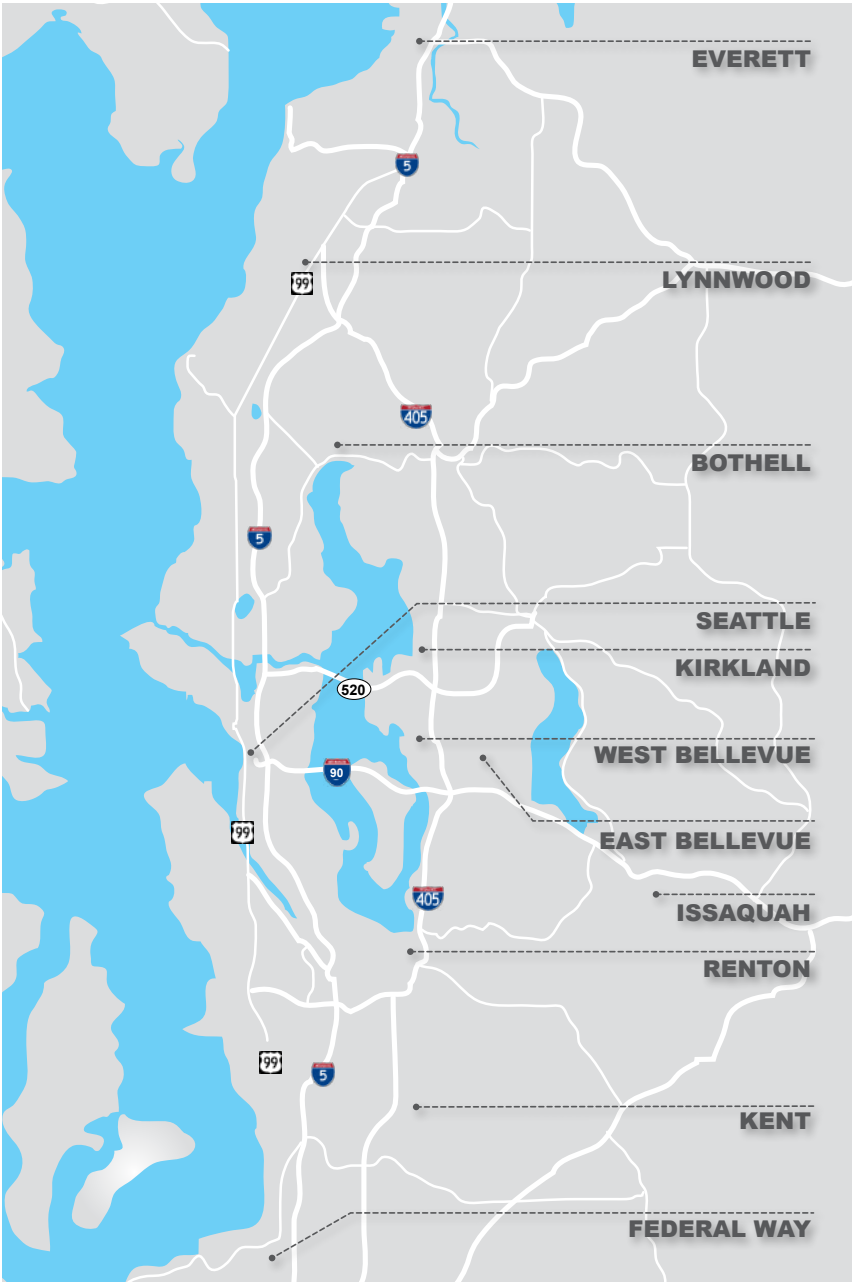 EVERETT
5
LYNNWOOD
99
405
BOTHELL
5
SEATTLE
KIRKLAND
520
WEST BELLEVUE
90
99
EAST BELLEVUE
405
ISSAQUAH
RENTON
99
5
KENT
FEDERAL WAY